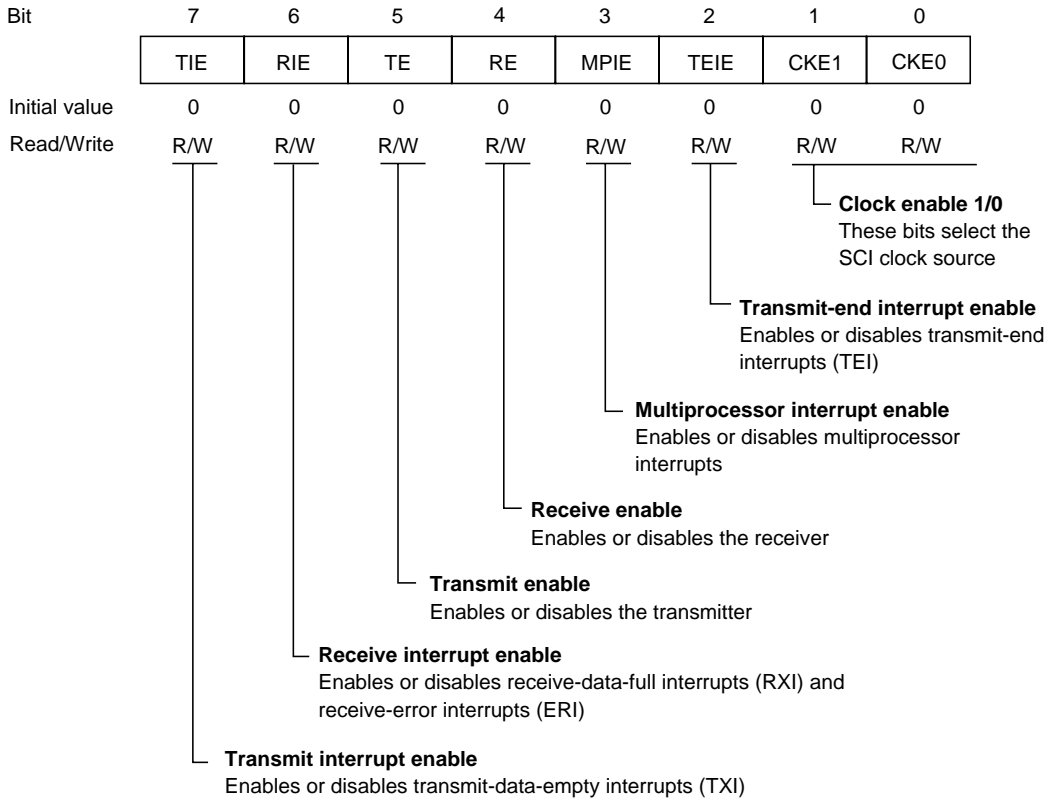 Bit 7 6 5 4 3 2 1 0
TIE RIE TE RE MPIE TEIE CKE1 CKE0
Initial value 0 0 0 0 0 0 0 0
Read/Write R/W R/W R/W R/W R/W R/W R/W R/W
Clock enable 1/0
These bits select the
SCI clock source
Transmit-end interrupt enable
Enables or disables transmit-end
interrupts (TEI)
Multiprocessor interrupt enable
Enables or disables multiprocessor
interrupts
Receive enable
Enables or disables the receiver
Transmit enable
Enables or disables the transmitter
Receive interrupt enable
Enables or disables receive-data-full interrupts (RXI) and
receive-error interrupts (ERI)
Transmit interrupt enable
Enables or disables transmit-data-empty interrupts (TXI)